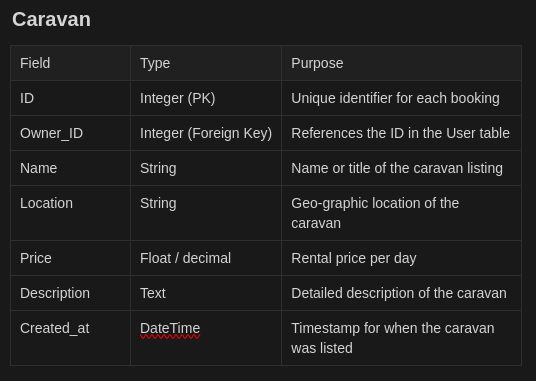 Caravan
Field Type Purpose
ID Integer (PK) Unique identifier for each booking
Owner_ID Integer (Foreign Key) References the ID in the User table
Name String Name or title of the caravan listing
Location String Geo-geographic location of the
caravan
Price Float / decimal Rental price per day
Description Text Detailed description of the caravan
Created_at DateTime Timestamp for when the caravan
was listed